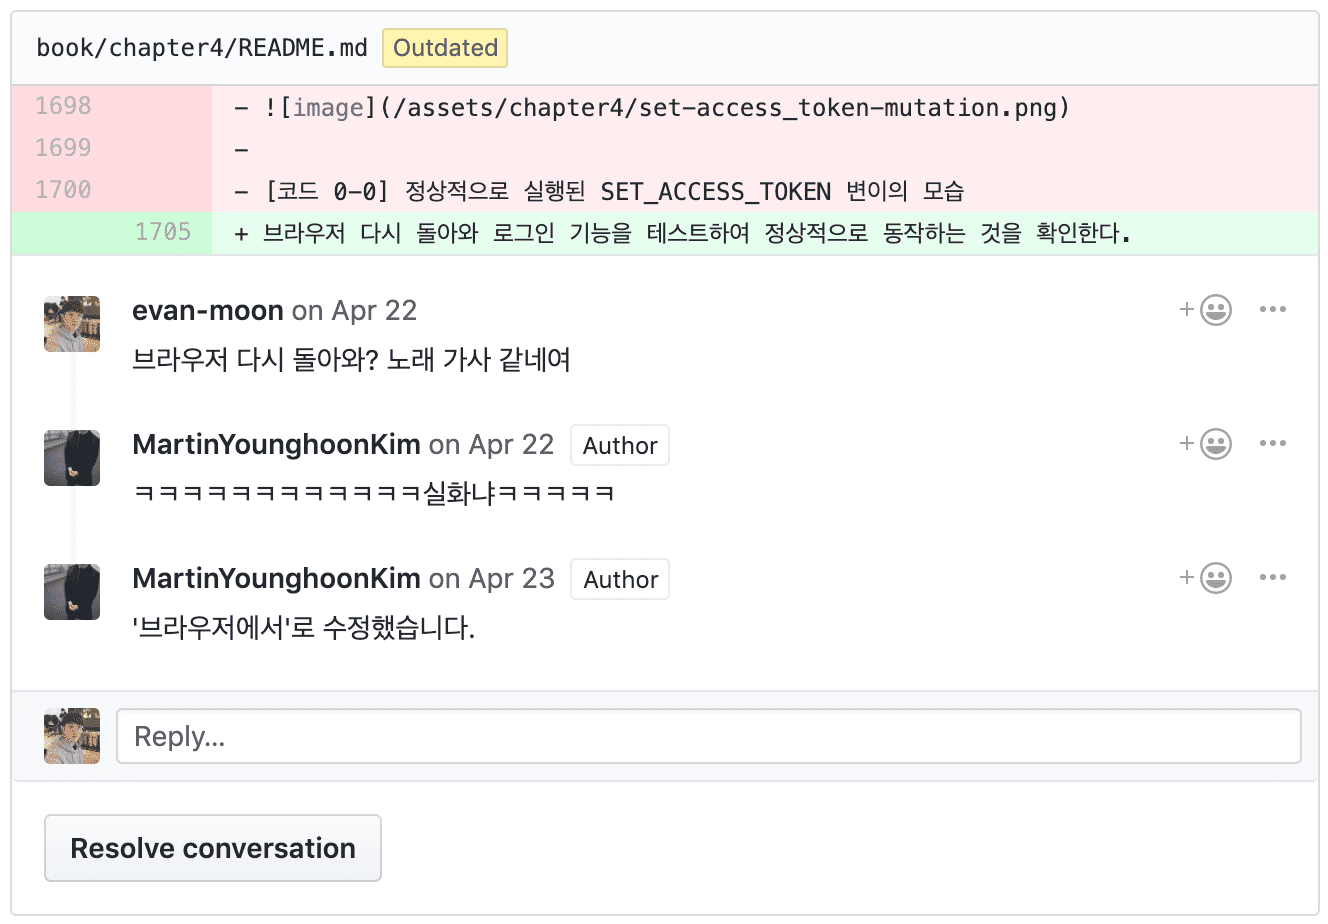 book/chapter4/README.md Outdated
1698 - ![image](/assets/chapter4/set-access_token-mutation.png)
1699 -
1700 - [코드 0-0] 정상적으로 실행된 SET_ACCESS_TOKEN 변이의 모습
1705 + 브라우저 다시 돌아와 로그인 기능을 테스트하여 정상적으로 동작하는 것을 확인한다.
evan-moon on Apr 22
브라우저 다시 돌아와? 노래 가사 같네여
MartinYounghoonKim on Apr 22 Author
ㅋㅋㅋㅋㅋㅋㅋㅋㅋㅋㅋㅋ실화냐ㅋㅋㅋㅋㅋ
MartinYounghoonKim on Apr 23 Author
'브라우저에서'로 수정했습니다.
Reply...
Resolve conversation